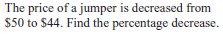 The price of a jumper is decreased from
$50 to $44. Find the percentage decrease.